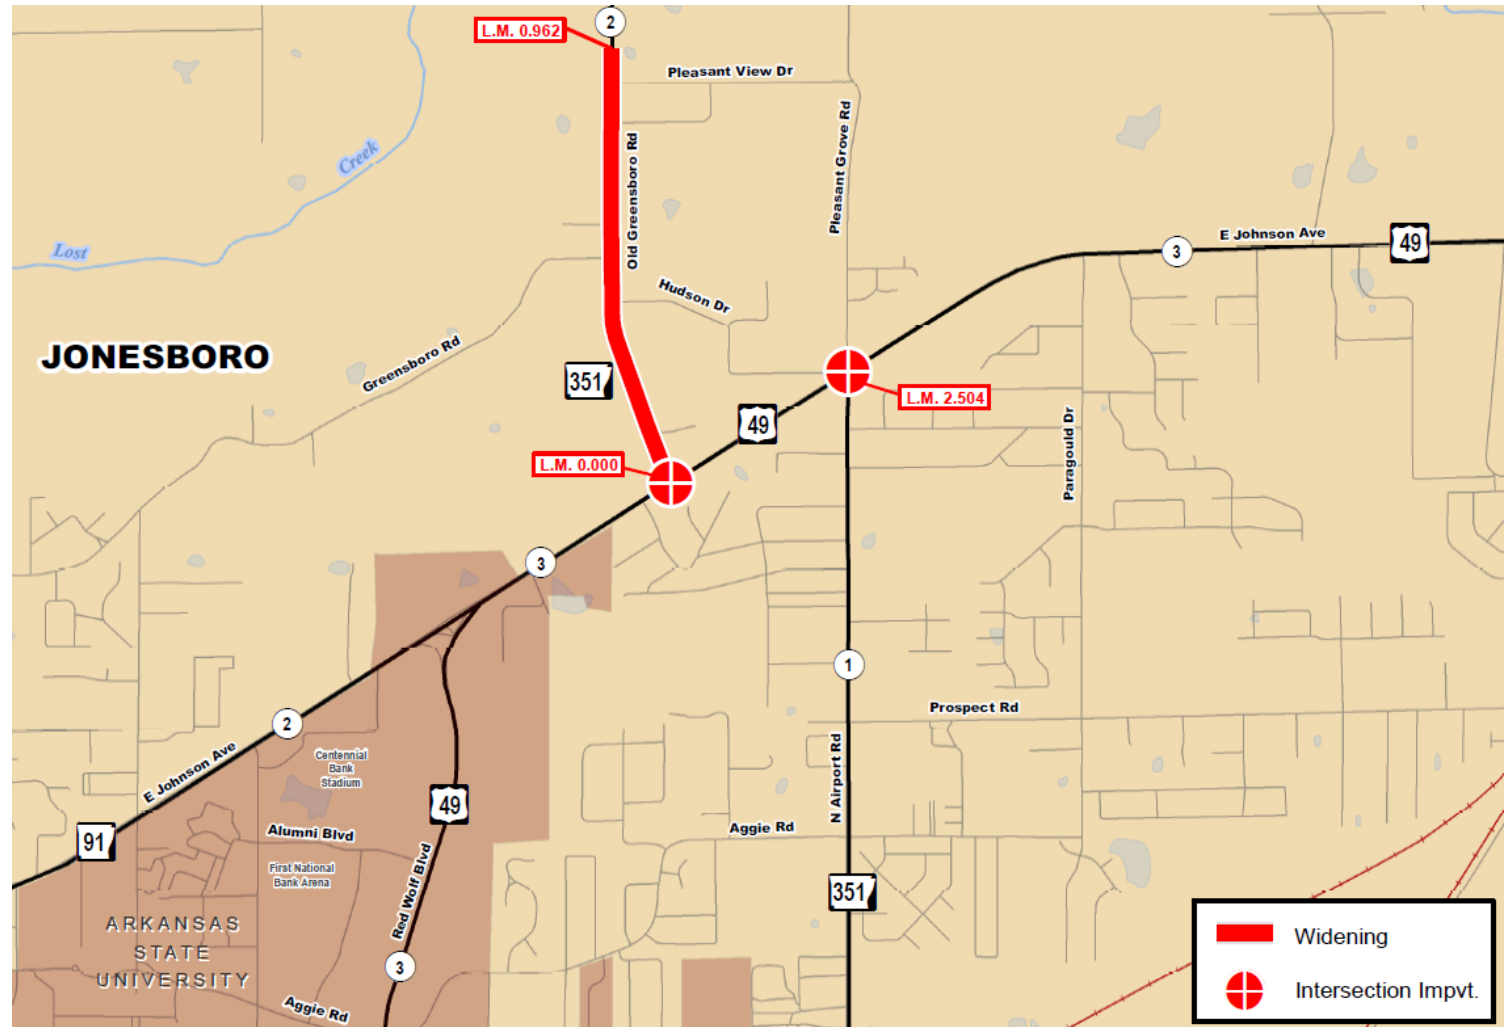 2
L.M. 0.962
Pleasant View Dr
Pleasant Grove Rd
Old Greensboro Rd
Creek
Lost
E Johnson Ave
49
3
Hudson Dr
JONESBORO
Greensboro Rd
351
L.M. 2.504
49
Paragould Dr
L.M. 0.000
3
1
Prospect Rd
2
Centennial
Bank
Stadium
E Johnson Ave
N Airport Rd
49
91
Alumni Blvd
Aggie Rd
First National
Bank Arena
Red Wolf Blvd
351
ARKANSAS
STATE
UNIVERSITY
3
Aggie Rd
Widening
Intersection Impvt.